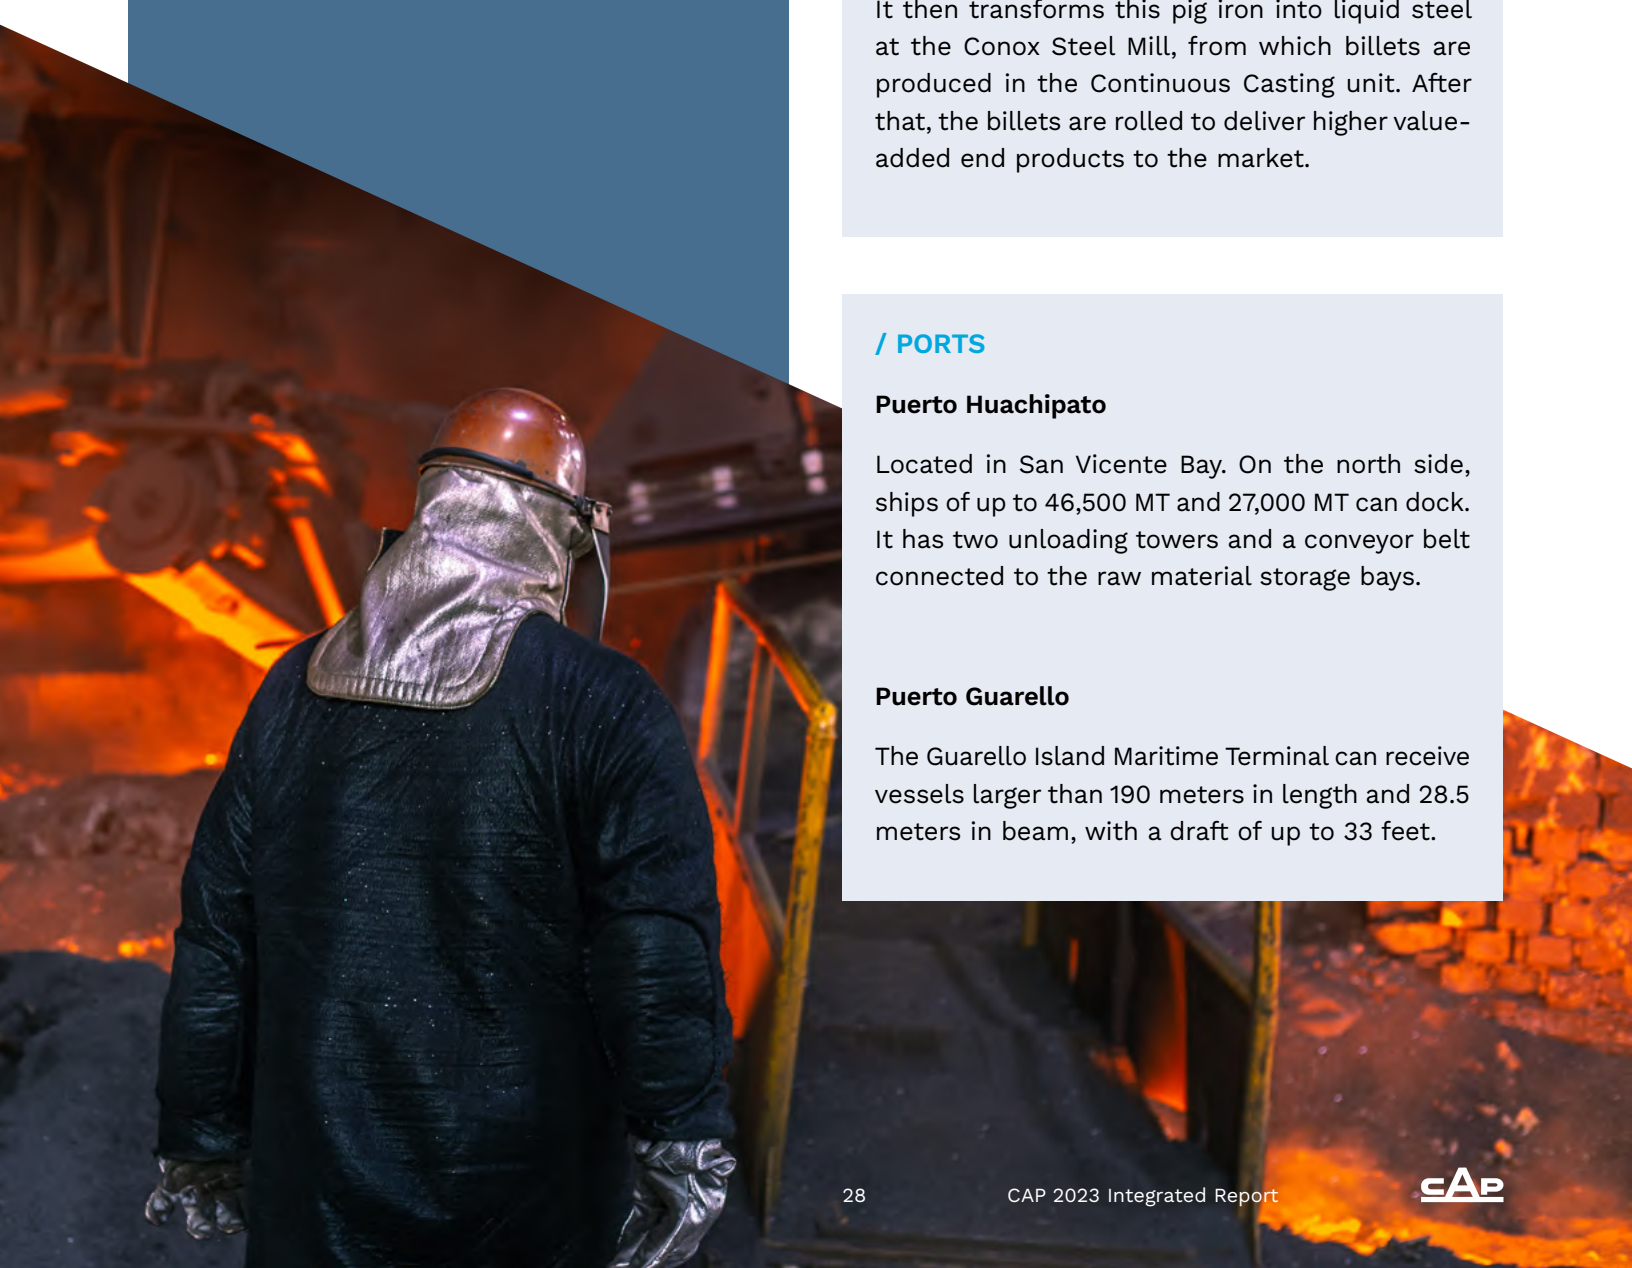 It then transforms this pig iron into liquid steel
at the Conox Steel Mill, from which billets are
produced in the Continuous Casting unit. After
that, the billets are rolled to deliver higher value-
added end products to the market.
/ PORTS
Puerto Huachipato
Located in San Vicente Bay. On the north side,
ships of up to 46,500 MT and 27,000 MT can dock.
It has two unloading towers and a conveyor belt
connected to the raw material storage bays.
Puerto Guarello
The Guarello Island Maritime Terminal can receive
vessels larger than 190 meters in length and 28.5
meters in beam, with a draft of up to 33 feet.
28 CAP 2023 Integrated Report CAP